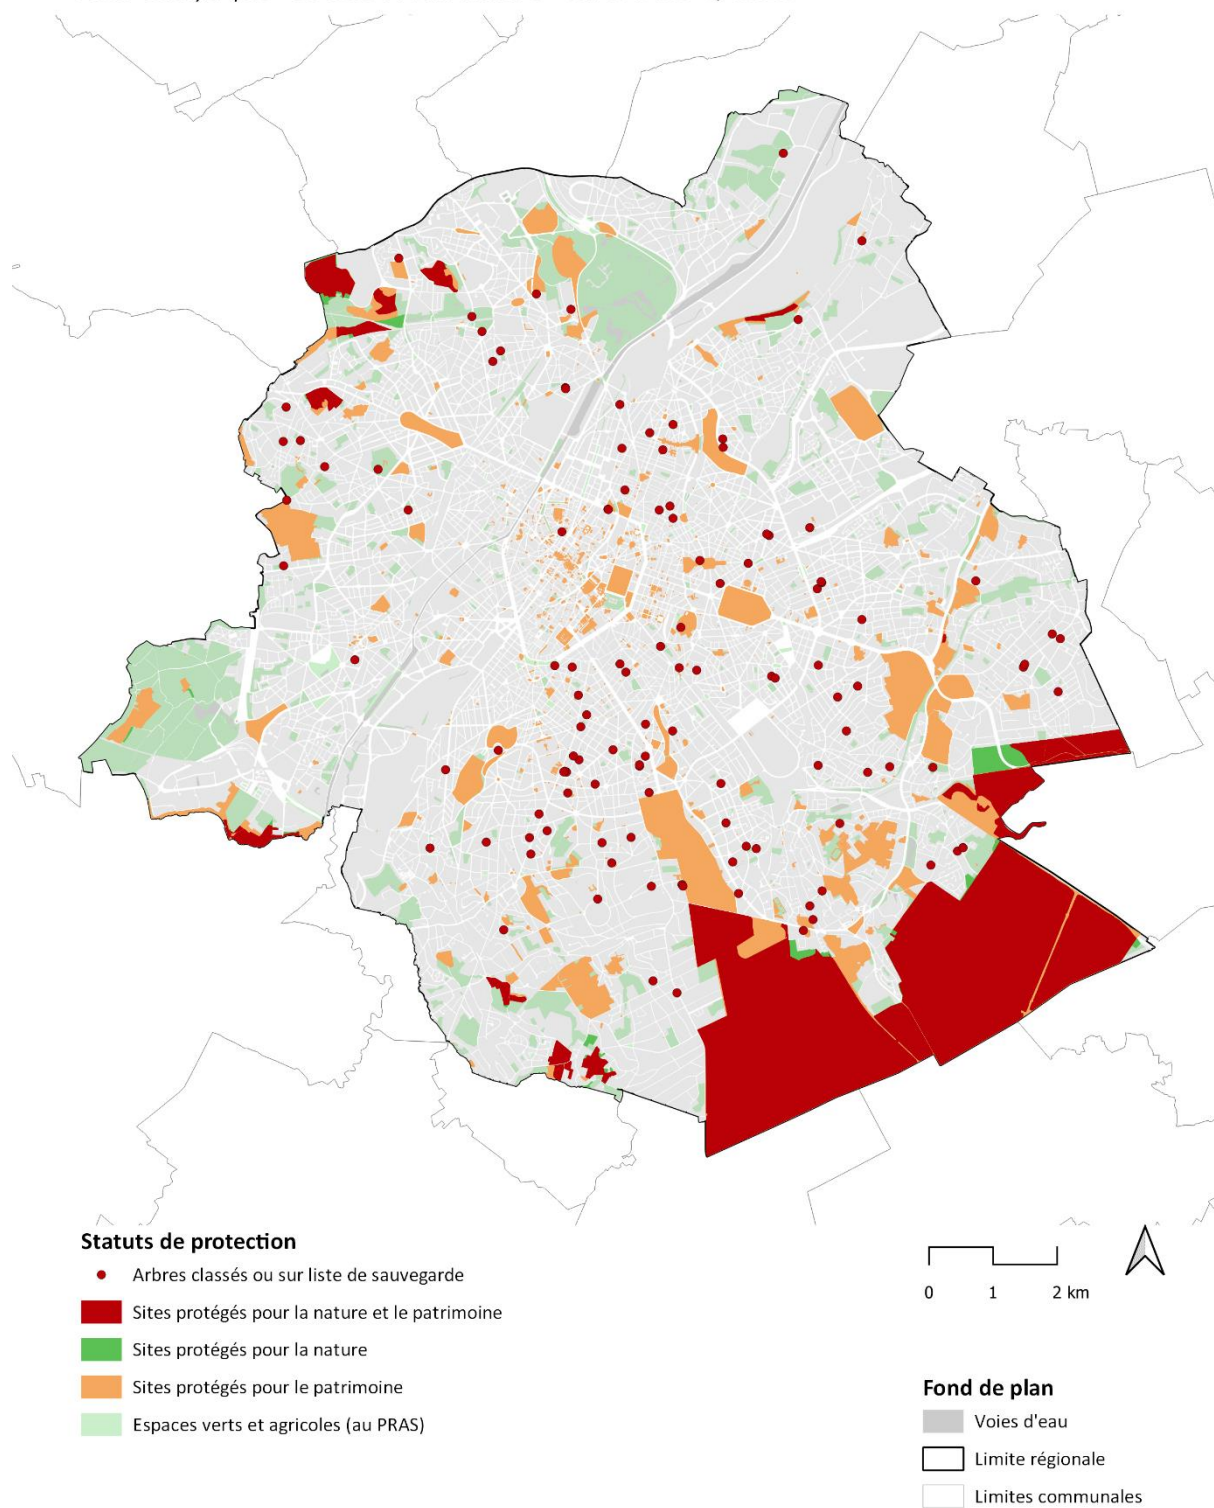 Statuts de protection
Arbres classés ou sur liste de sauvegarde
Sites protégés pour la nature et le patrimoine
Sites protégés pour la nature
Sites protégés pour le patrimoine
Espaces verts et agricoles (au PRAS)
0 1 2 km
Fond de plan
Voies d'eau
Limite régionale
Limites communales